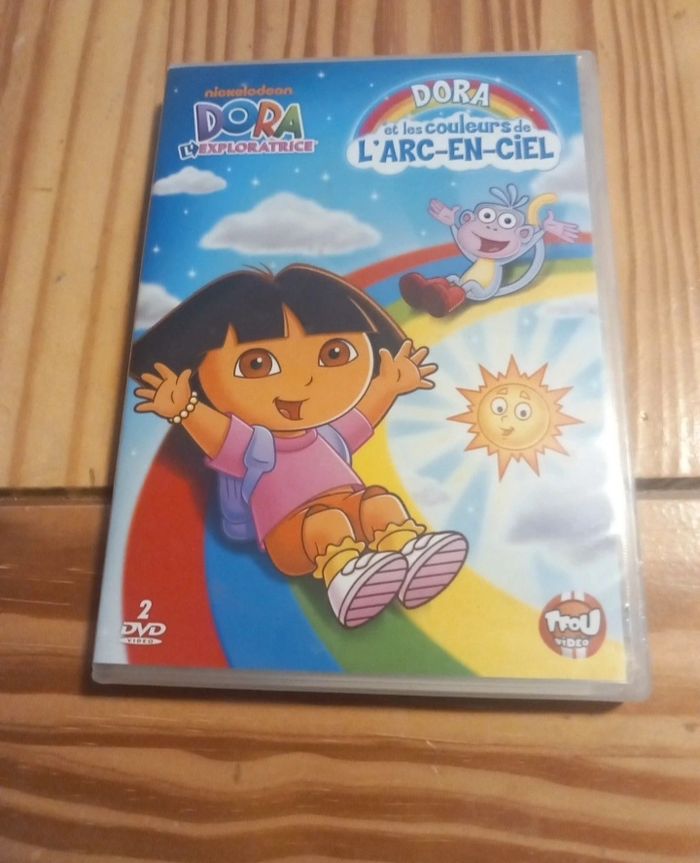 nickelodeon
DORA
L'EXPLORATRICE
DORA
et les couleurs de
L'ARC-EN-CIEL
2
DVD
VIDEO
TFOU
VIDEO